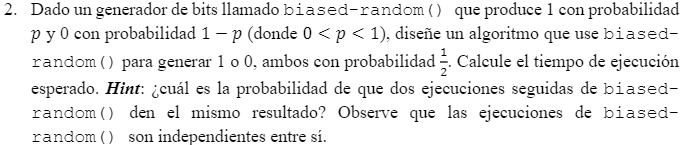 2. Dado un generador de bits llamado biased-random() que produce 1 con probabilidad
p y 0 con probabilidad 1 − p (donde 0 < p < 1), diseñe un algoritmo que use biased-
random() para generar 1 o 0, ambos con probabilidad 1/2. Calcule el tiempo de ejecución
esperado. Hint: ¿cuál es la probabilidad de que dos ejecuciones seguidas de biased-
random() den el mismo resultado? Observe que las ejecuciones de biased-
random() son independientes entre sí.